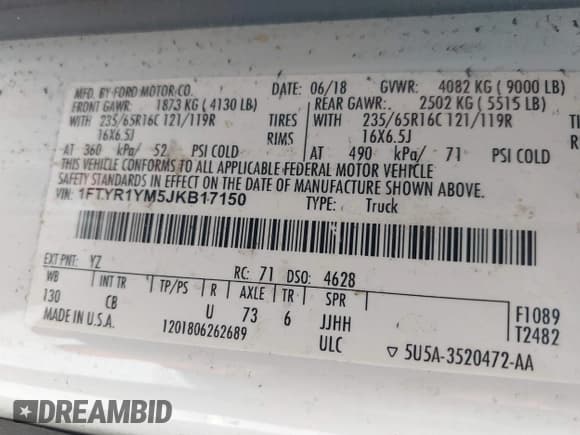 MFD. BY FORD MOTOR CO.
06/18 GVWR: 4082 KG ( 9000 LB)
FRONT GAWR: 1873 KG ( 4130 LB) REAR GAWR: 2502 KG ( 5515 LB)
WITH 235/65R16C 121/119R TIRES WITH 235/65R16C 121/119R
16X6.5J RIMS 16X6.5J
AT 360 kPa/ 52 PSI COLD AT 490 kPa/ 71 PSI COLD
THIS VEHICLE CONFORMS TO ALL APPLICABLE FEDERAL MOTOR VEHICLE
SAFETY STANDARDS IN EFFECT ON THE DATE OF MANUFACTURE SHOWN ABOVE.
VIN: 1FTYR1YM5JKB17150 TYPE: Truck
EXT PNT: YZ RC: 71 DSO: 4628
WB INT TR TP/PS R AXLE TR SPR
130 CB U 73 6 JJHH F1089
MADE IN U.S.A. 1201806262689 ULC T2482
5U5A-3520472-AA
DREAMBID